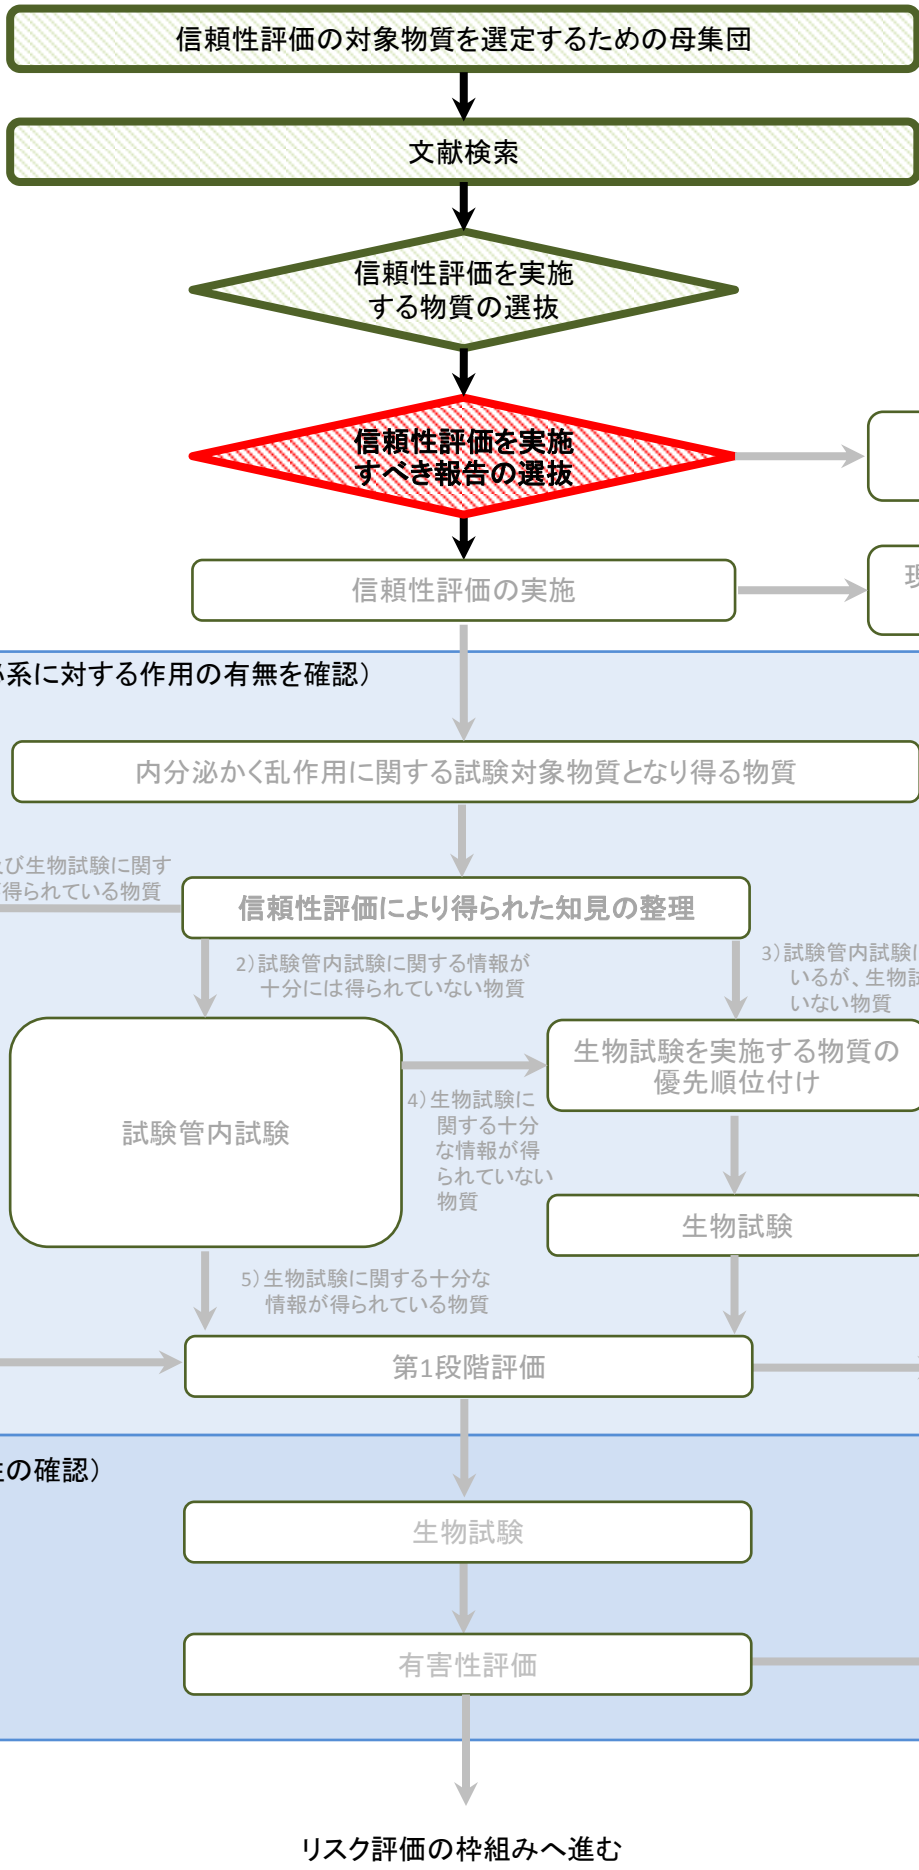 信頼性評価の対象物質を選定するための母集団
文献検索
信頼性評価を実施
する物質の選抜
信頼性評価を実施
すべき報告の選抜
信頼性評価の実施
現
系に対する作用の有無を確認）
内分泌かく乱作用に関する試験対象物質となり得る物質
び生物試験に関す
得られている物質
信頼性評価により得られた知見の整理
2）試験管内試験に関する情報が
十分には得られていない物質
3）試験管内試験に
いるが、生物試
いない物質
試験管内試験
生物試験を実施する物質の
優先順位付け
4）生物試験に
関する十分
な情報が得
られていない
物質
生物試験
5）生物試験に関する十分な
情報が得られている物質
第1段階評価
の確認）
生物試験
有害性評価
リスク評価の枠組みへ進む